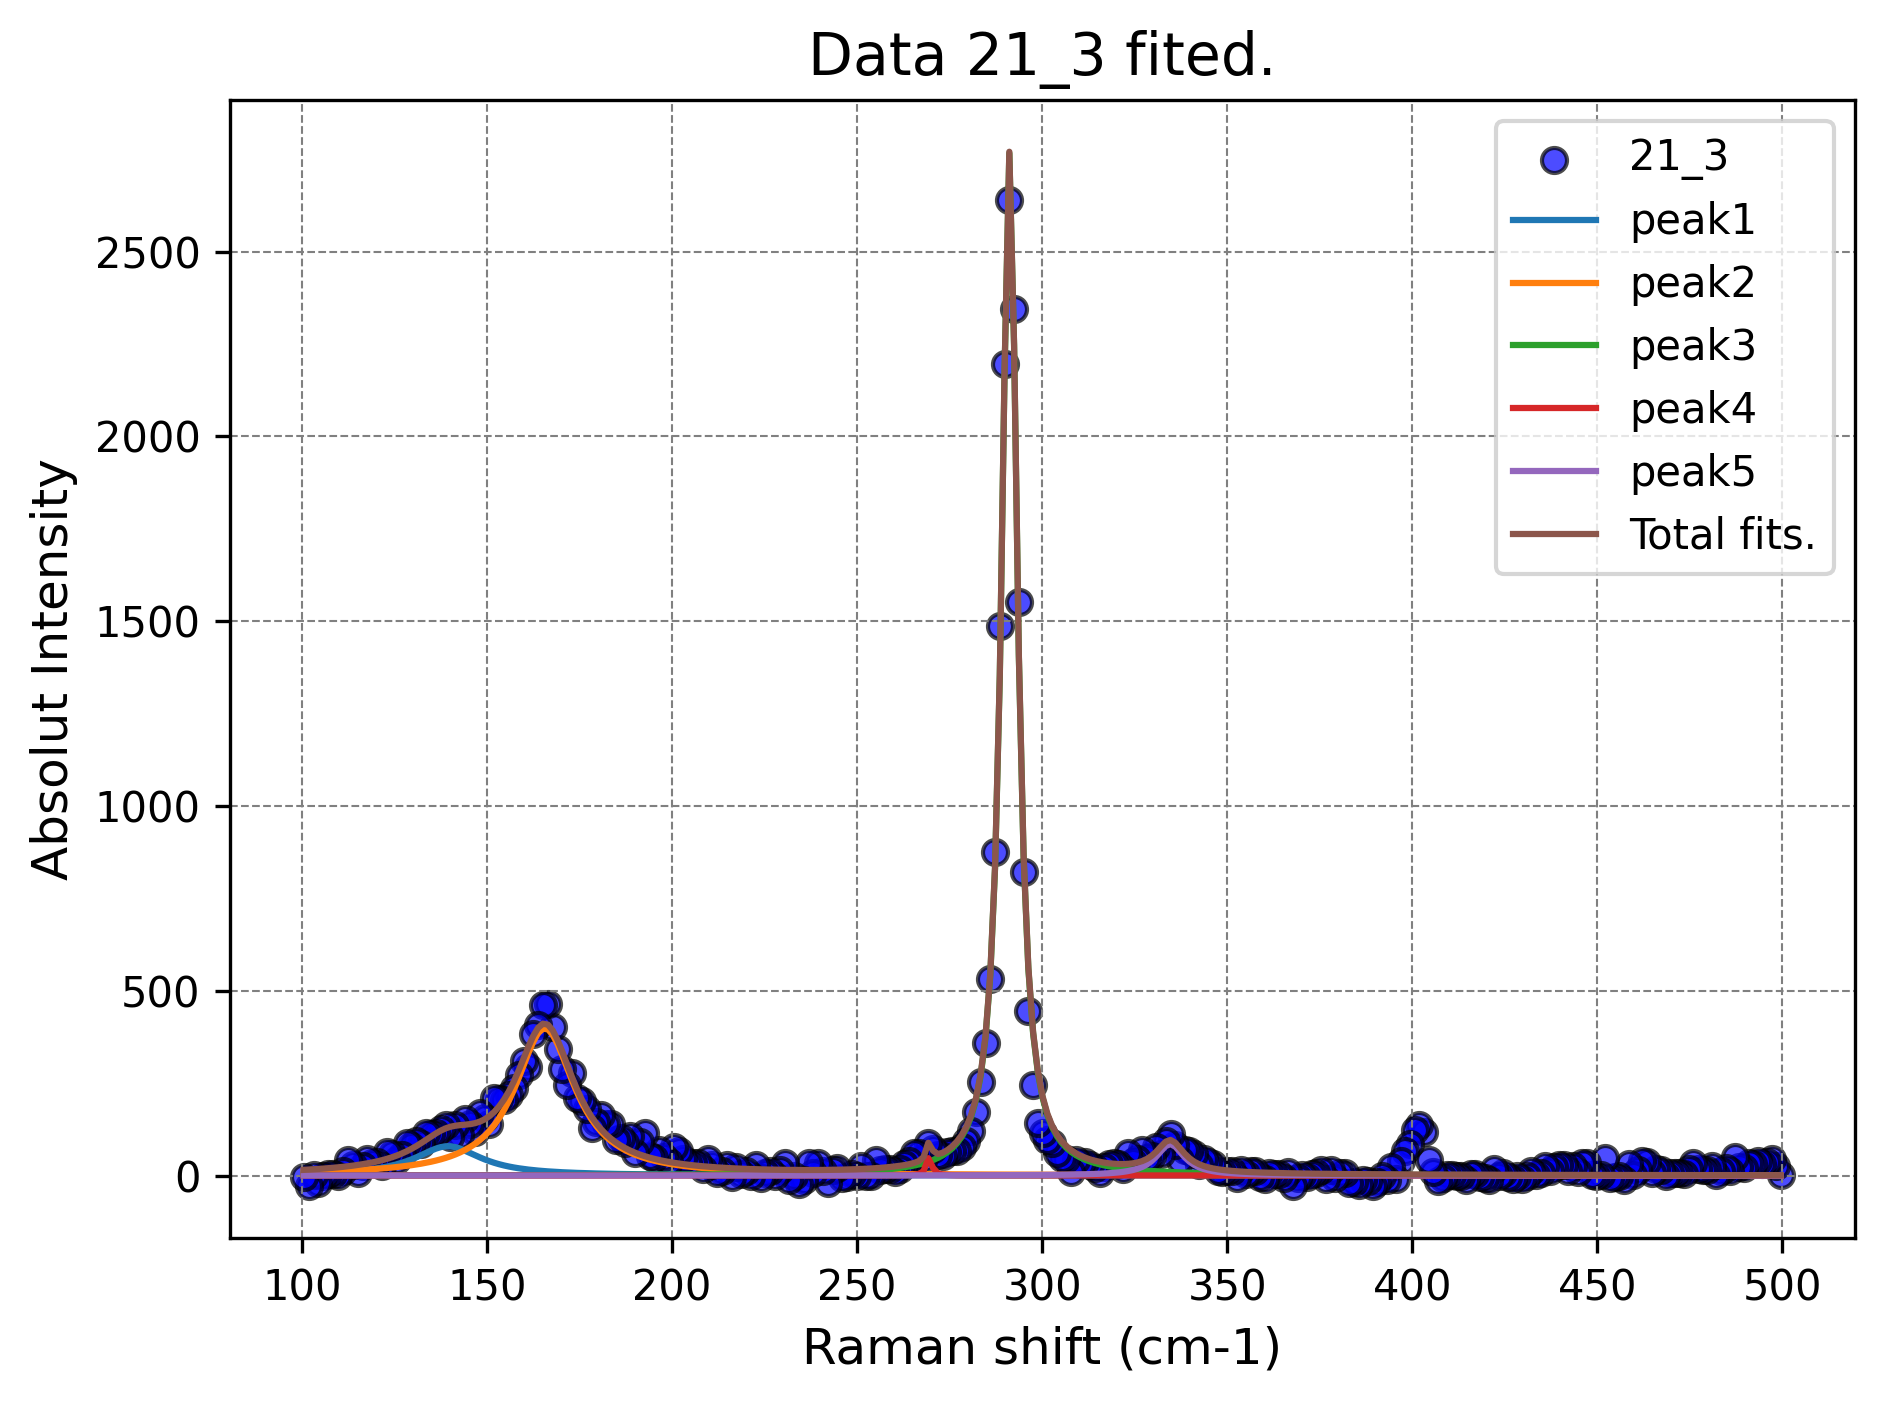 Data 21_3 fited.
21_3
peak1
peak2
peak3
peak4
peak5
Total fits.
Absolut Intensity
2500
2000
1500
1000
500
0
100 150 200 250 300 350 400 450 500
Raman shift (cm-1)